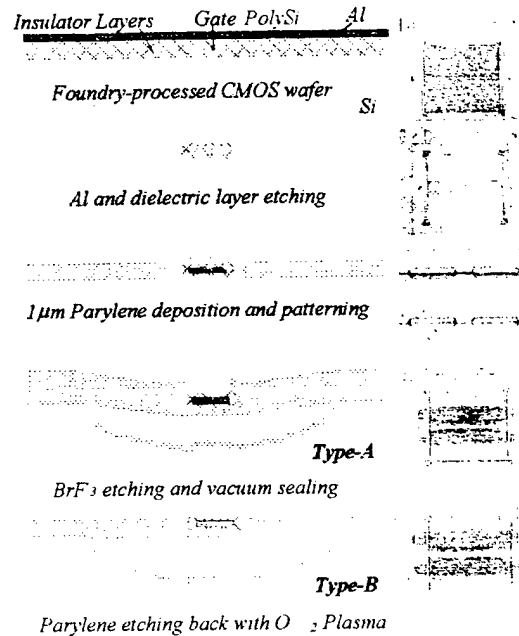 Insulator Layers Gate PolySi Al
Foundry-processed CMOS wafer
Si
Al and dielectric layer etching
1μm Parylene deposition and patterning
Type-A
BrF3 etching and vacuum sealing
Type-B
Parylene etching back with O 2 Plasma